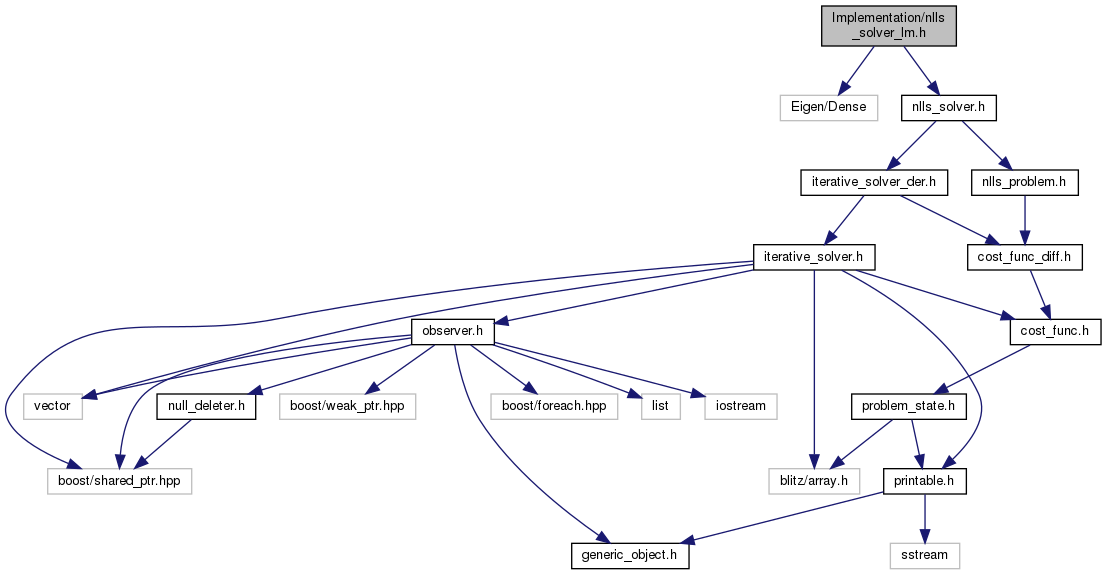 Implementation/nlls
_solver_lm.h
Eigen/Dense
nlls_solver.h
iterative_solver_der.h
nlls_problem.h
iterative_solver.h
cost_func_diff.h
observer.h
cost_func.h
vector
null_deleter.h
boost/weak_ptr.hpp
boost/foreach.hpp
list
iostream
problem_state.h
boost/shared_ptr.hpp
blitz/array.h
printable.h
generic_object.h
sstream